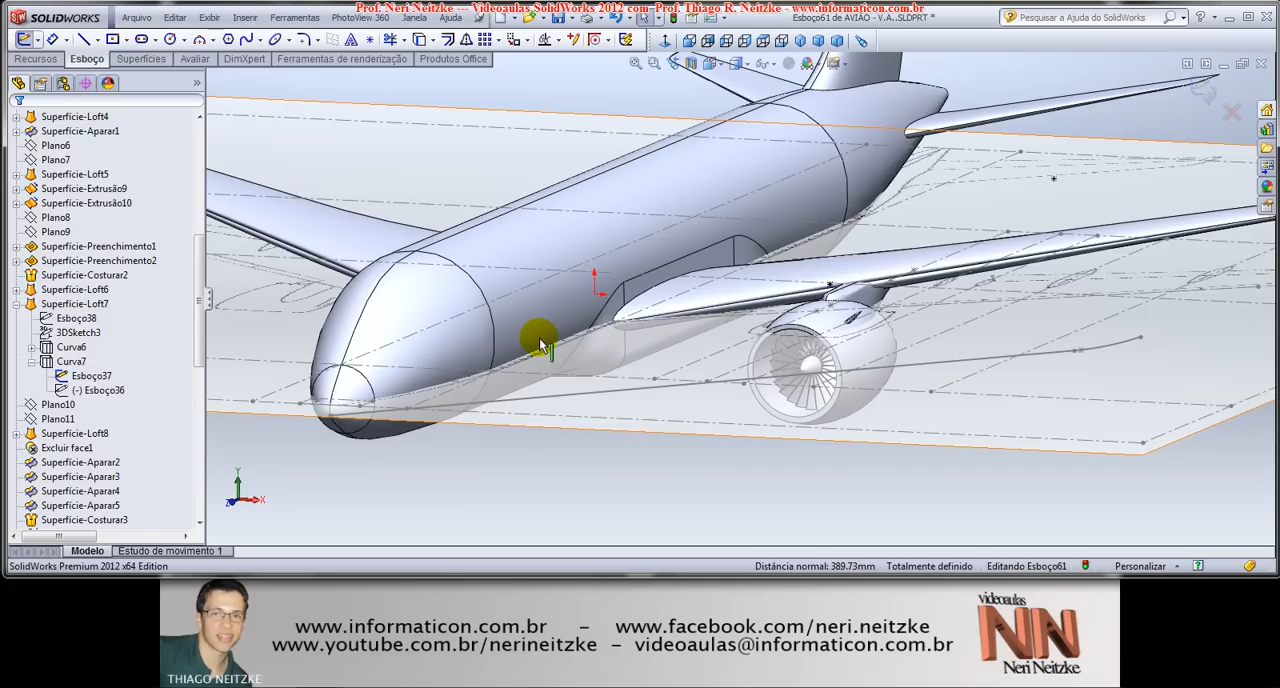 Prof. Neri Neitzke --- Videoaulas SolidWorks 2012 com Prof. Thiago R. Neitzke - www.informaticon.com.br
SOLIDWORKS
Arquivo Editar Exibir Inserir Ferramentas PhotoView 360 Janela Ajuda
Esboço61 de AVIÃO - V.A..SLDPRT *
Pesquisar a Ajuda do SolidWorks
Recursos Esboço Superfícies Avaliar DimXpert Ferramentas de renderização Produtos Office
Superfície-Loft4
Superfície-Aparar1
Plano6
Plano7
Superfície-Loft5
Superfície-Extrusão9
Superfície-Extrusão10
Plano8
Plano9
Superfície-Preenchimento1
Superfície-Preenchimento2
Superfície-Costurar2
Superfície-Loft6
Superfície-Loft7
Esboço38
3DSketch3
Curva6
Curva7
Esboço37
(-) Esboço36
Plano10
Plano11
Superfície-Loft8
Excluir face1
Superfície-Aparar2
Superfície-Aparar3
Superfície-Aparar4
Superfície-Aparar5
Superfície-Costurar3
Y
X
Z
Modelo Estudo de movimento 1
SolidWorks Premium 2012 x64 Edition
Distância normal: 389.73mm Totalmente definido Editando Esboço61 Personalizar
www.informaticon.com.br - www.facebook.com/neri.neitzke
www.youtube.com.br/nerineitzke - videoaulas@informaticon.com.br
THIAGO NEITZKE
videoaulas
NN
Neri Neitzke